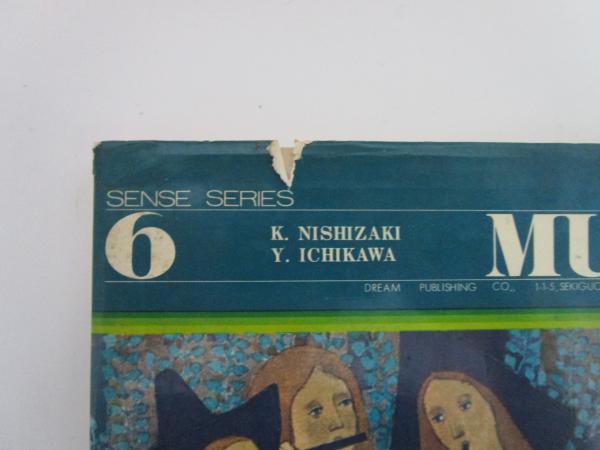 SENSE SERIES
6
K. NISHIZAKI
Y. ICHIKAWA
DREAM PUBLISHING CO., 1-1-5, SEKIGUC
MU